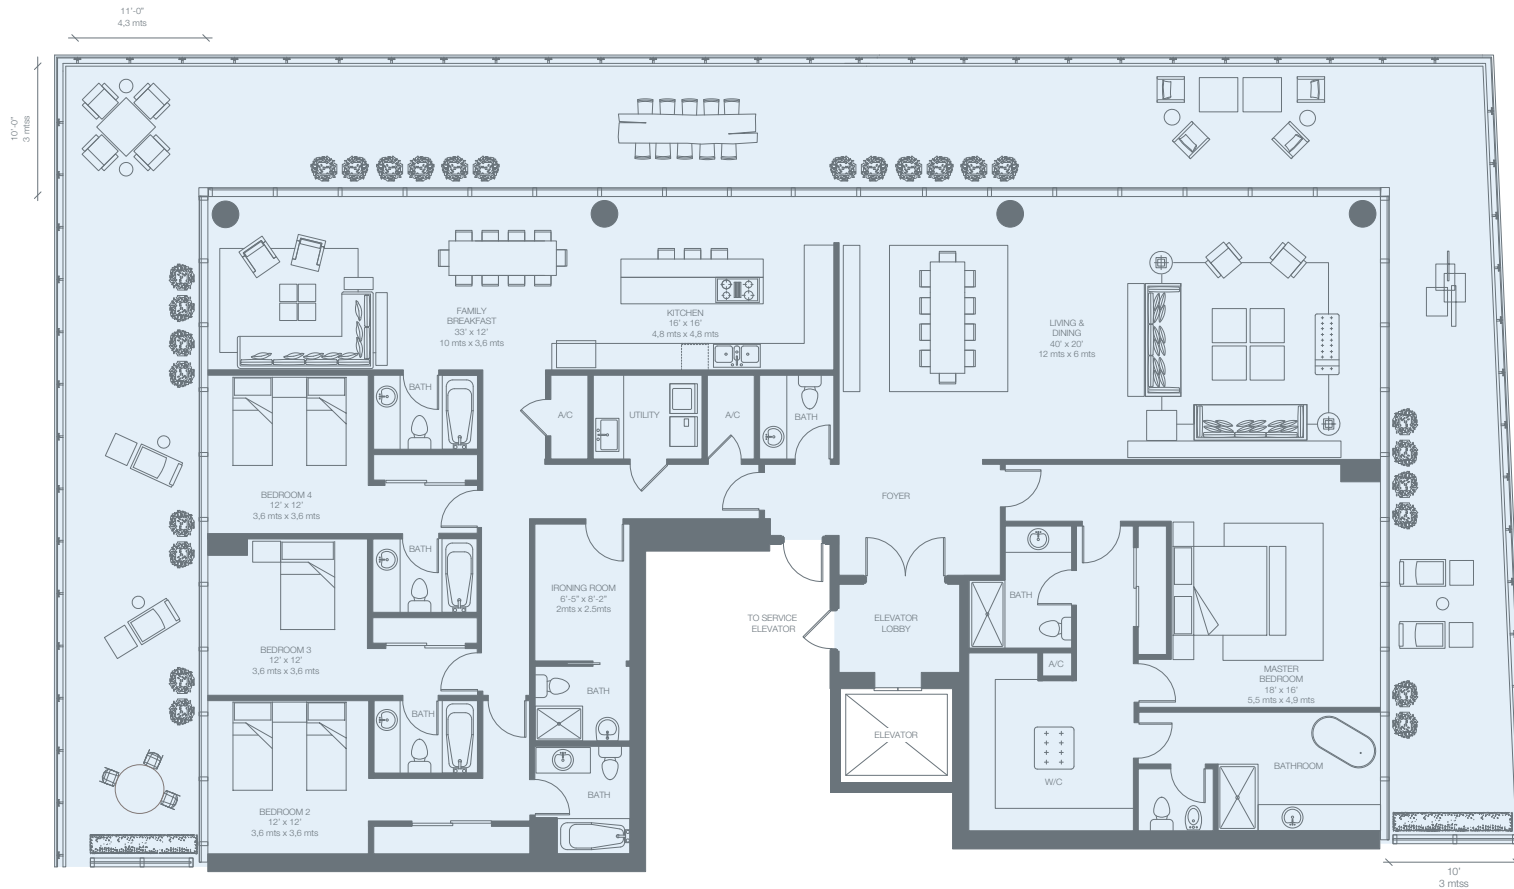 11'-0"
4,3 mts
10'-0"
3 mtss
FAMILY
BREAKFAST
33' x 12'
10 mts x 3,6 mts
KITCHEN
16' x 16'
4,8 mts x 4,8 mts
LIVING &
DINING
40' x 20'
12 mts x 6 mts
BATH
A/C
UTILITY
A/C
BATH
BEDROOM 4
12' x 12'
3,6 mts x 3,6 mts
FOYER
BATH
IRONING ROOM
6'-5" x 8'-2"
2mts x 2.5mts
TO SERVICE
ELEVATOR
ELEVATOR
LOBBY
BATH
BEDROOM 3
12' x 12'
3,6 mts x 3,6 mts
A/C
MASTER
BEDROOM
18' x 16'
5,5 mts x 4,9 mts
BATH
BATH
ELEVATOR
BATHROOM
W/C
BATH
BEDROOM 2
12' x 12'
3,6 mts x 3,6 mts
10'
3 mtss